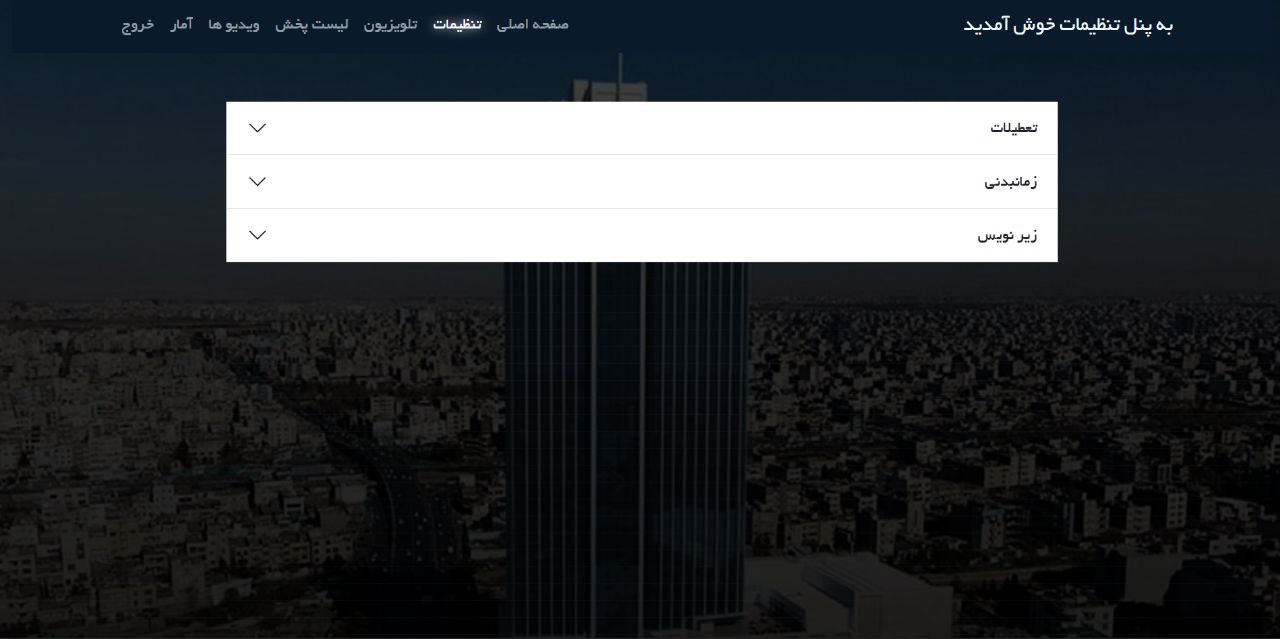 به پنل تنظیمات خوش آمدید
صفحه اصلی تنظیمات تلویزیون لیست پخش ویدیو ها آمار خروج
تعطیلات
زمانبدنی
زیر نویس